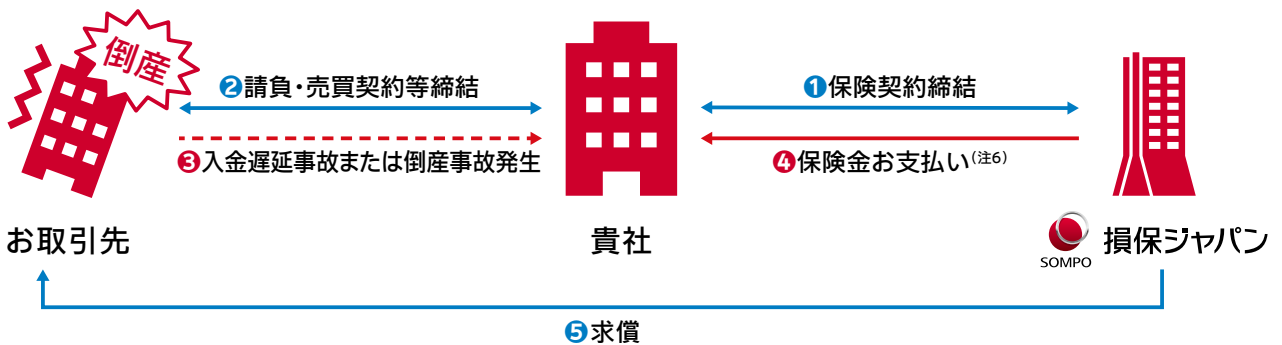 倒産
❷請負・売買契約等締結
❶保険契約締結
❸入金遅延事故または倒産事故発生
❹保険金お支払い(注6)
お取引先
貴社
SOMPO
損保ジャパン
❺求償